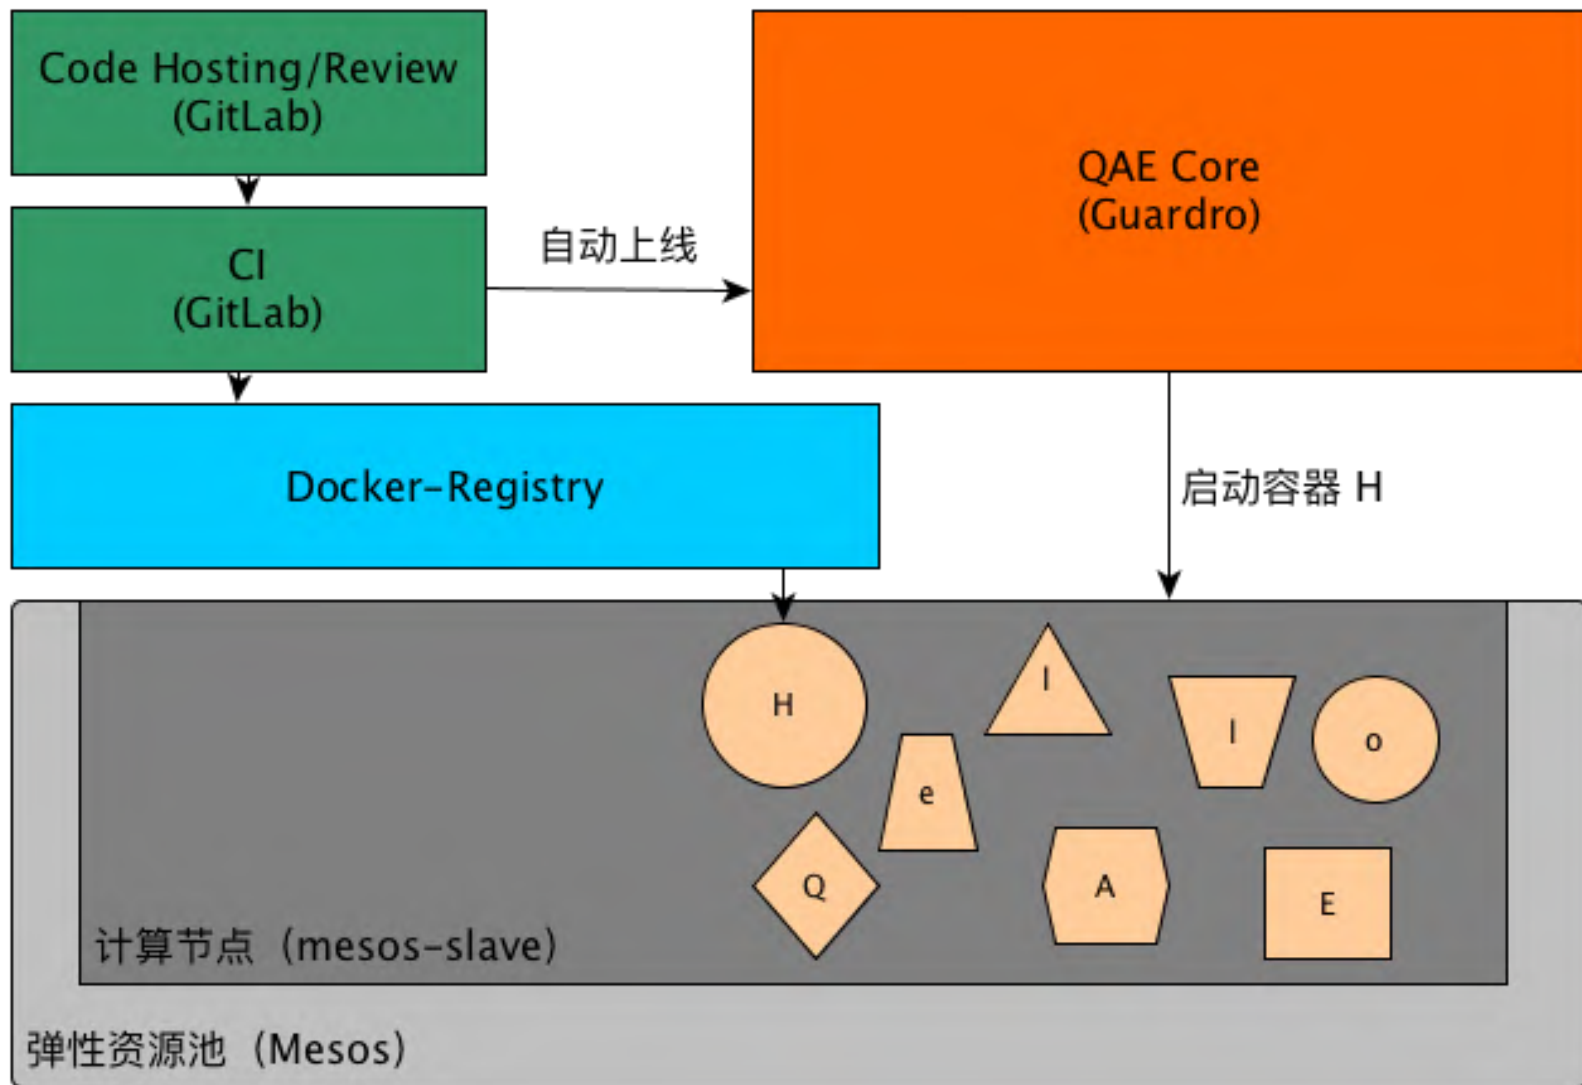 Code Hosting/Review
(GitLab)
QAE Core
(Guardro)
CI
(GitLab)
自动上线
Docker-Registry
启动容器 H
H
l
l
o
e
Q
A
E
计算节点（mesos-slave）
弹性资源池（Mesos）